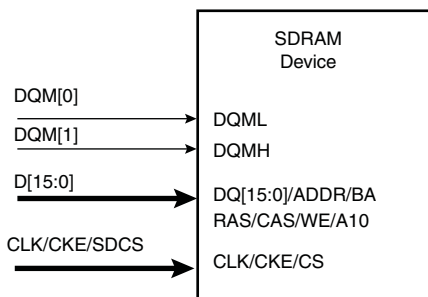 SDRAM
Device
DQM[0]
DQML
DQM[1]
DQMH
D[15:0]
DQ[15:0]/ADDR/BA
RAS/CAS/WE/A10
CLK/CKE/SDCS
CLK/CKE/CS